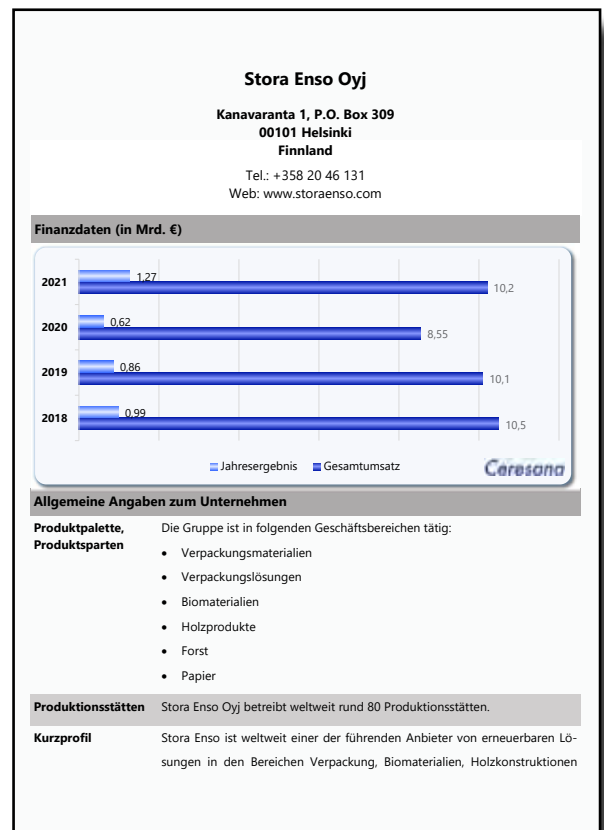 Stora Enso Oyj
Kanavaranta 1, P.O. Box 309
00101 Helsinki
Finnland
Tel.: +358 20 46 131
Web: www.storaenso.com
Finanzdaten (in Mrd. €)
2021
1,27
10,2
2020
0,62
8,55
2019
0,86
10,1
2018
0,99
10,5
Jahresergebnis Gesamtumsatz
Ceresana
Allgemeine Angaben zum Unternehmen
Produktpalette, Die Gruppe ist in folgenden Geschäftsbereichen tätig:
Produktsparten
• Verpackungsmaterialien
• Verpackungslösungen
• Biomaterialien
• Holzprodukte
• Forst
• Papier
Produktionsstätten Stora Enso Oyj betreibt weltweit rund 80 Produktionsstätten.
Kurzprofil Stora Enso ist weltweit einer der führenden Anbieter von erneuerbaren Lö-
sungen in den Bereichen Verpackung, Biomaterialien, Holzkonstruktionen